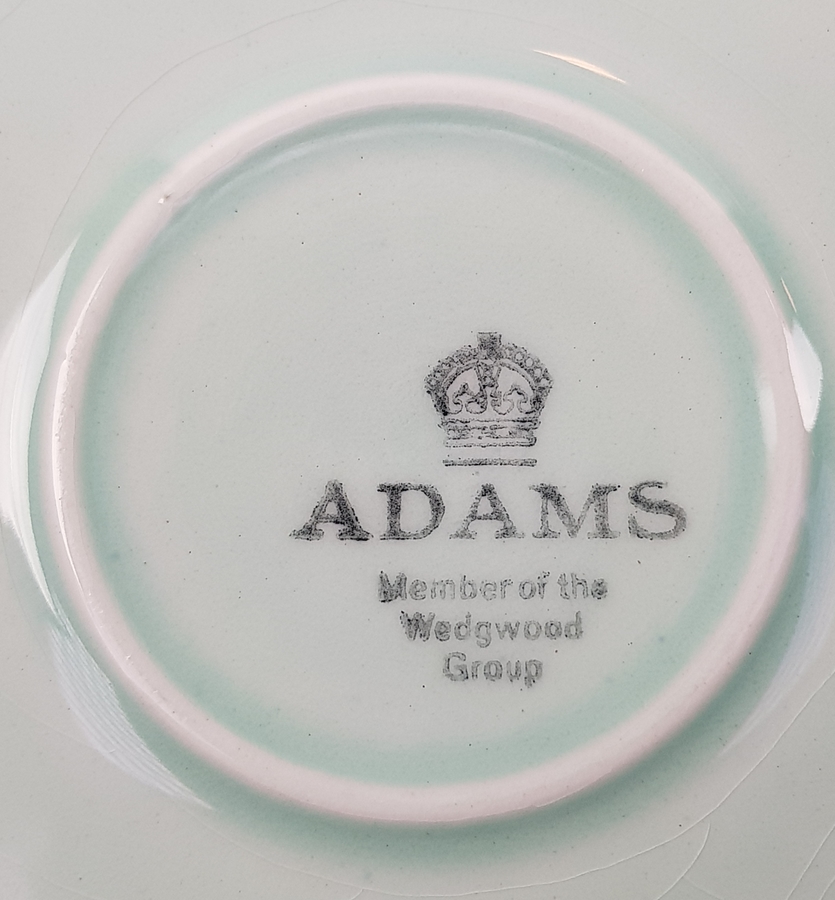 ADAMS
Member of the
Wedgwood
Group